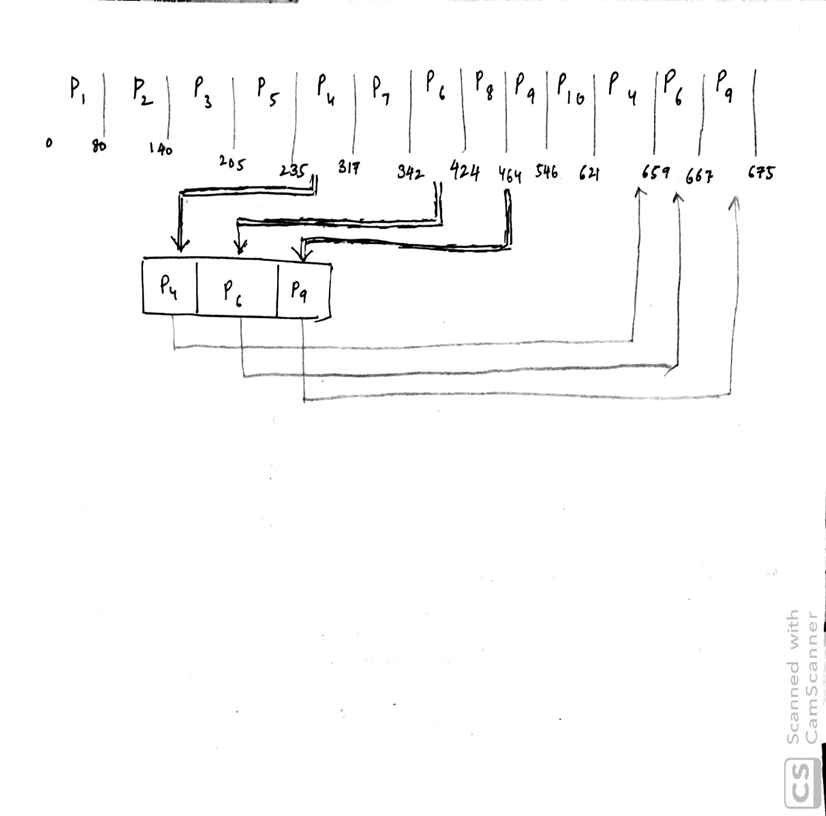 P1 P2 P3 P5 P4 P7 P6 P8 P9 P10 P4 P6 P9
0 80 140 205 235 317 342 424 464 546 621 659 667 675
P4 P6 P9
Scanned with
CamScanner
CS